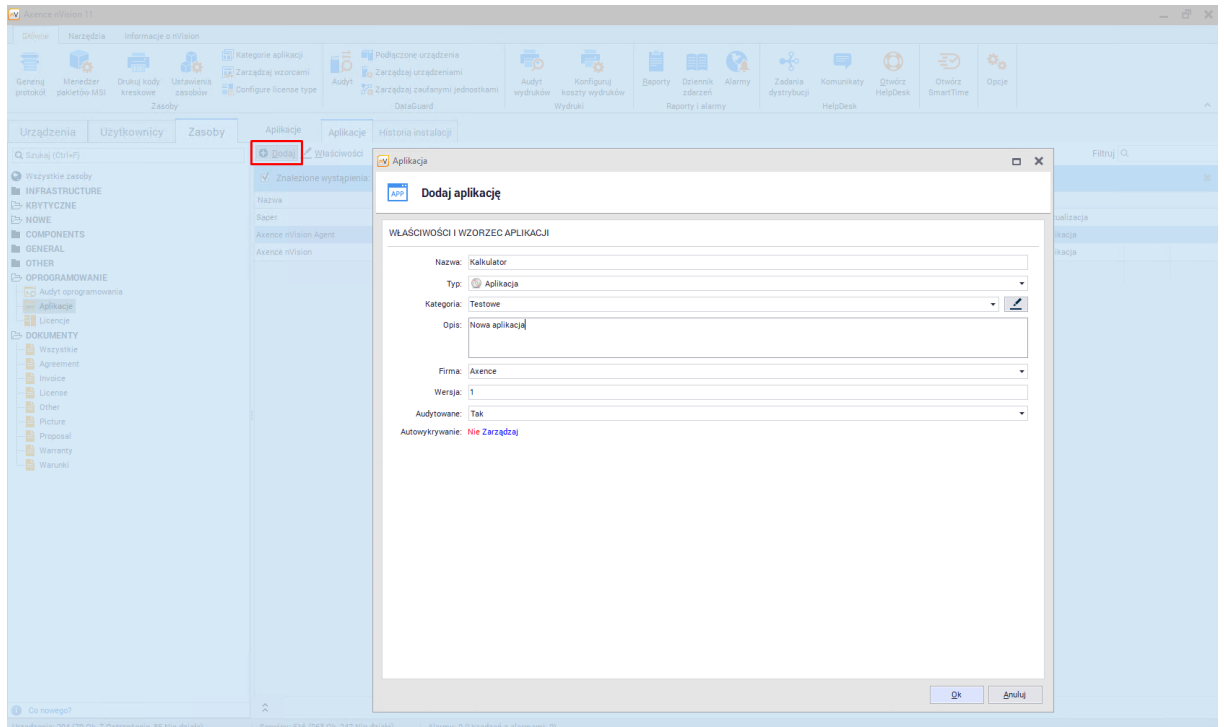 Axence nVision 11
Główne Narzędzia Informacje o nVision
Generuj protokół
Menedżer pakietów MSI
Drukuj kody kreskowe
Ustawienia zasobów
Kategorie aplikacji
Zarządzaj wzorcami
Configure license type
Zasoby
Audyt
Podłączone urządzenia
Zarządzaj urządzeniami
Zarządzaj zaufanymi jednostkami
DataGuard
Audyt wydruków
Konfiguruj koszty wydruków
Wydruki
Raporty
Dziennik zdarzeń
Alarmy
Raporty i alarmy
Zadania dystrybucji
Komunikaty
Otwórz HelpDesk
HelpDesk
Otwórz SmartTime
Opcje
Urządzenia Użytkownicy Zasoby
Aplikacje Aplikacje Historia instalacji
Szukaj (Ctrl+F)
Dodaj Właściwości
Filtruj
Wszystkie zasoby
INFRASTRUCTURE
KRYTYCZNE
NOWE
COMPONENTS
GENERAL
OTHER
OPROGRAMOWANIE
Audyt oprogramowania
Aplikacje
Licencje
DOKUMENTY
Wszystkie
Agreement
Invoice
License
Other
Picture
Proposal
Warranty
Warunki
Co nowego?
Znalezione wystąpienia:
Nazwa
Saper
ualizacja
Axence nVision Agent
ikacja
Axence nVision
ikacja
Aplikacja
APP Dodaj aplikację
WŁAŚCIWOŚCI I WZORZEC APLIKACJI
Nazwa: Kalkulator
Typ: Aplikacja
Kategoria: Testowe
Opis: Nowa aplikacja
Firma: Axence
Wersja: 1
Audytowane: Tak
Autowykrywanie: Nie Zarządzaj
Ok Anuluj